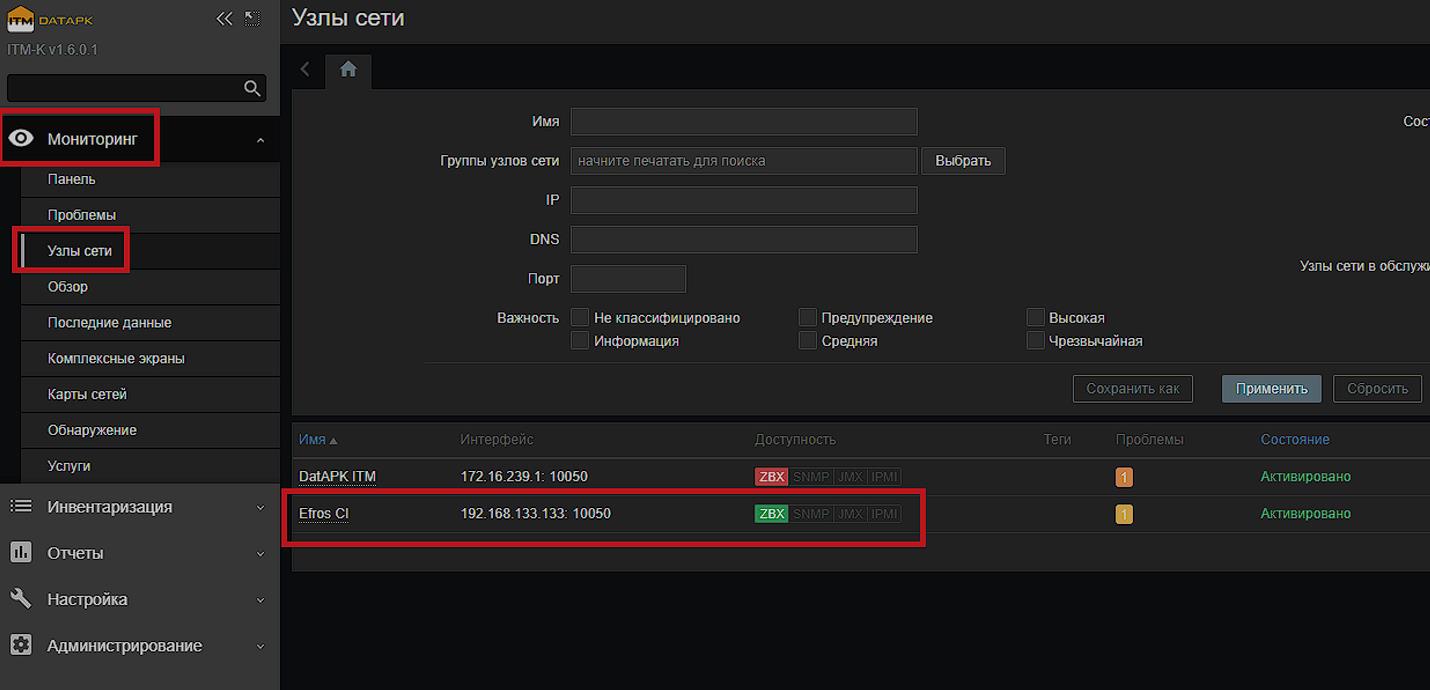 ITM DATAPK
ITM-K v1.6.0.1
Мониторинг
Панель
Проблемы
Узлы сети
Обзор
Последние данные
Комплексные экраны
Карты сетей
Обнаружение
Услуги
Инвентаризация
Отчеты
Настройка
Администрирование
Узлы сети
Имя
Сост
Группы узлов сети начните печатать для поиска Выбрать
IP
DNS
Узлы сети в обслужи
Порт
Важность Не классифицировано Предупреждение Высокая
Информация Средняя Чрезвычайная
Сохранить как Применить Сбросить
Имя Интерфейс Доступность Теги Проблемы Состояние
DatAPK ITM 172.16.239.1: 10050 ZBX SNMP JMX IPMI 1 Активировано
Efros CI 192.168.133.133: 10050 ZBX SNMP JMX IPMI 1 Активировано